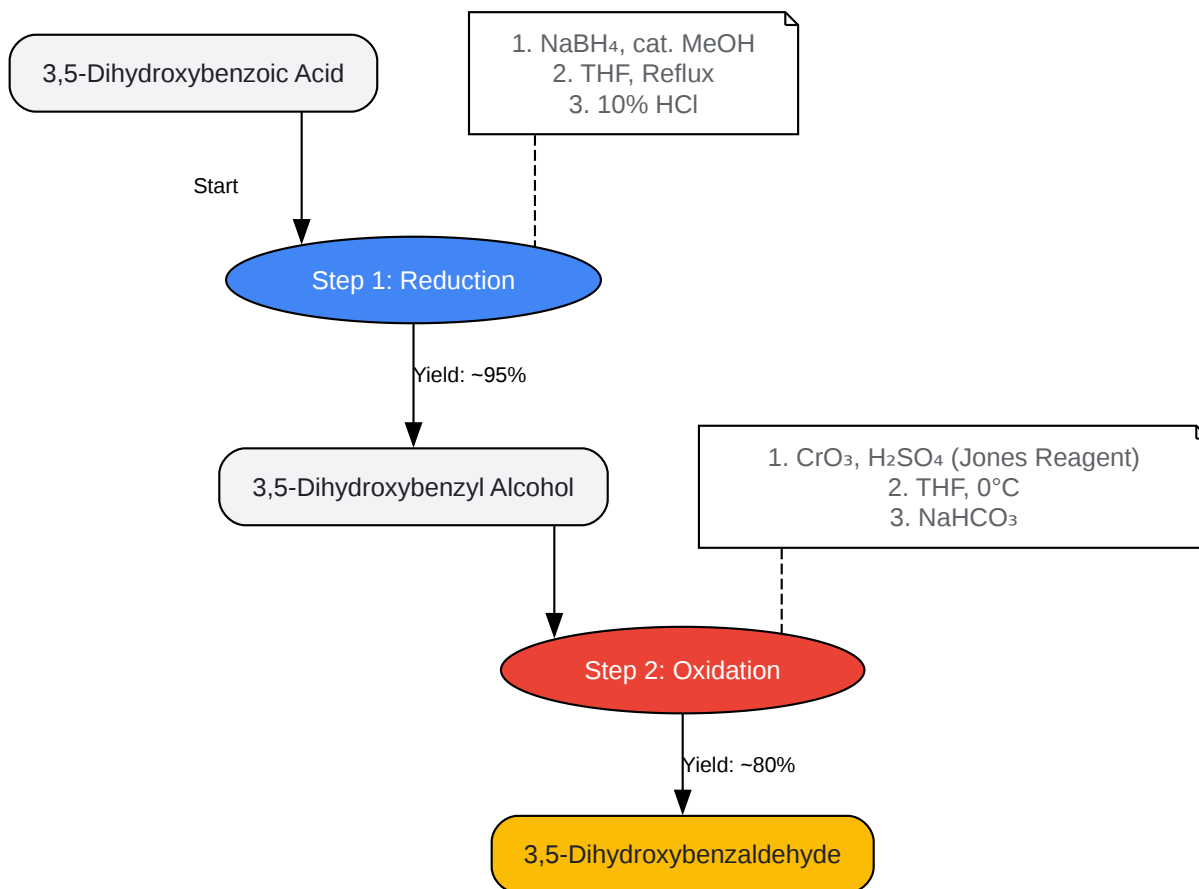 3,5-Dihydroxybenzoic Acid
1. NaBH₄, cat. MeOH
2. THF, Reflux
3. 10% HCl
Start
Step 1: Reduction
Yield: ~95%
3,5-Dihydroxybenzyl Alcohol
1. CrO₃, H₂SO₄ (Jones Reagent)
2. THF, 0°C
3. NaHCO₃
Step 2: Oxidation
Yield: ~80%
3,5-Dihydroxybenzaldehyde